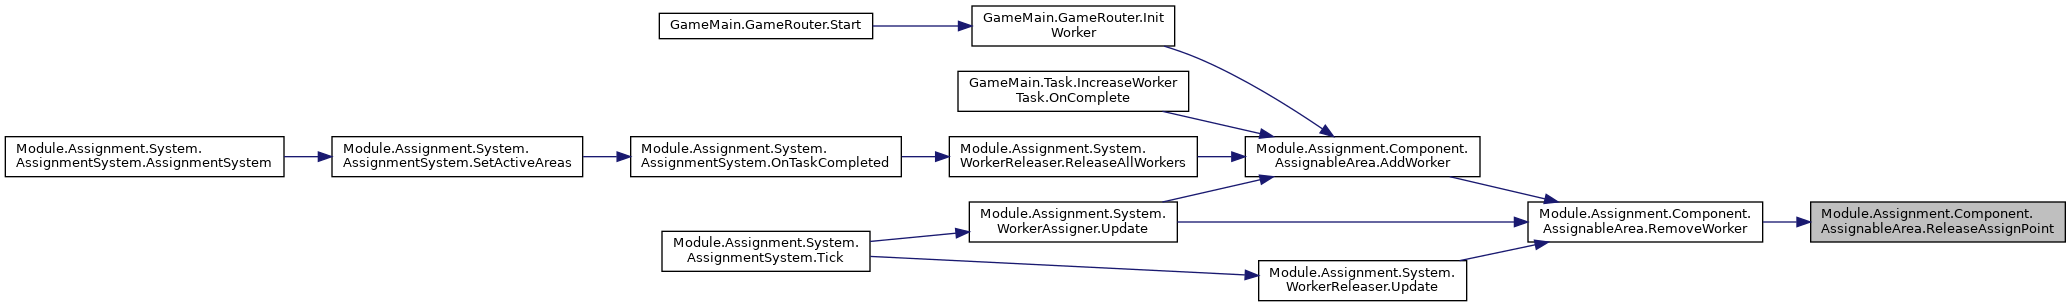 GameMain.GameRouter.Start
GameMain.GameRouter.Init
Worker
GameMain.Task.IncreaseWorker
Task.OnComplete
Module.Assignment.System.
AssignmentSystem.AssignmentSystem
Module.Assignment.System.
AssignmentSystem.SetActiveAreas
Module.Assignment.System.
AssignmentSystem.OnTaskCompleted
Module.Assignment.System.
WorkerReleaser.ReleaseAllWorkers
Module.Assignment.Component.
AssignableArea.AddWorker
Module.Assignment.System.
WorkerAssigner.Update
Module.Assignment.Component.
AssignableArea.RemoveWorker
Module.Assignment.Component.
AssignableArea.ReleaseAssignPoint
Module.Assignment.System.
AssignmentSystem.Tick
Module.Assignment.System.
WorkerReleaser.Update